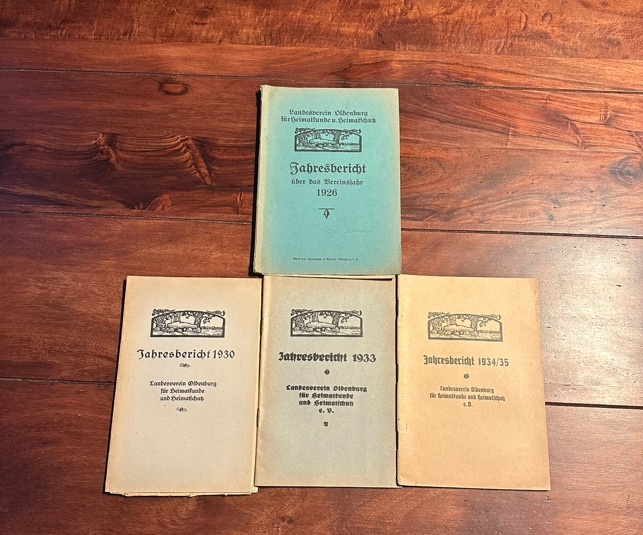 Landesverein Oldenburg
für Heimatkunde u. Heimatschutz
Jahresbericht
über das Vereinsjahr
1926
Jahresbericht 1930
Landesverein Oldenburg
für Heimatkunde
und Heimatschutz
Jahresbericht 1933
Landesverein Oldenburg
für Heimatkunde
und Heimatschutz
e. V.
Jahresbericht 1934/35
Landesverein Oldenburg
für Heimatkunde und Heimatschutz
e. V.